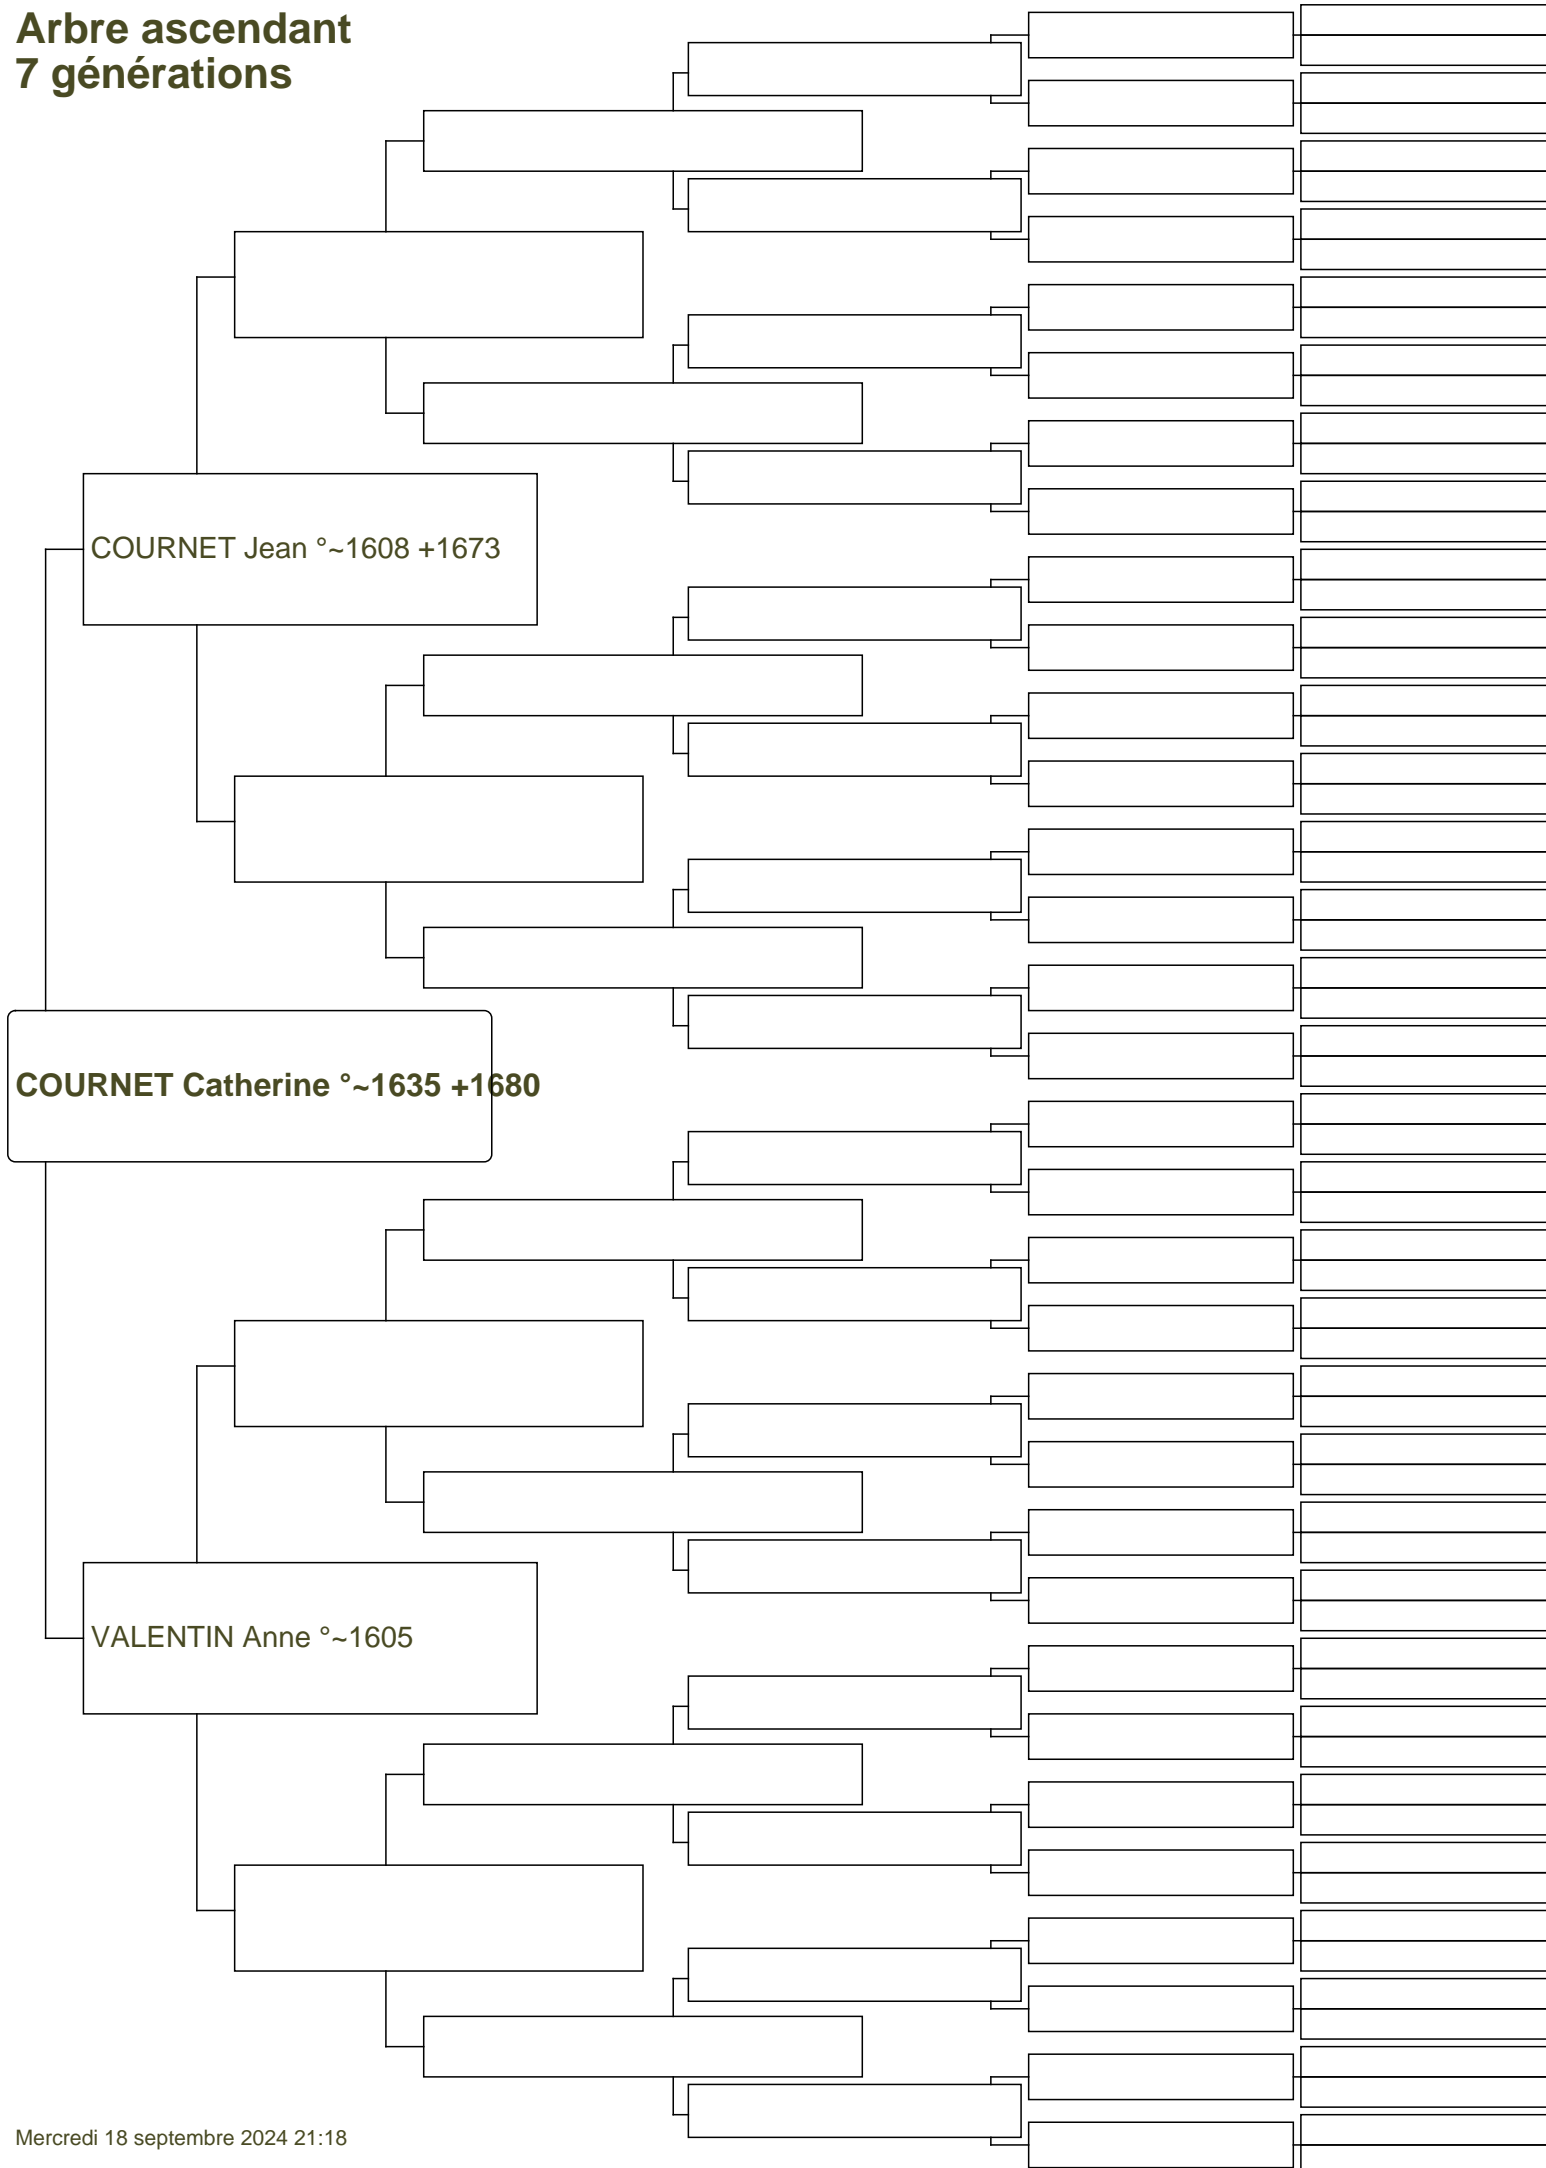 Arbre ascendant
7 générations
COURNET Jean °~1608 +1673
COURNET Catherine °~1635 +1680
VALENTIN Anne °~1605
Mercredi 18 septembre 2024 21:18